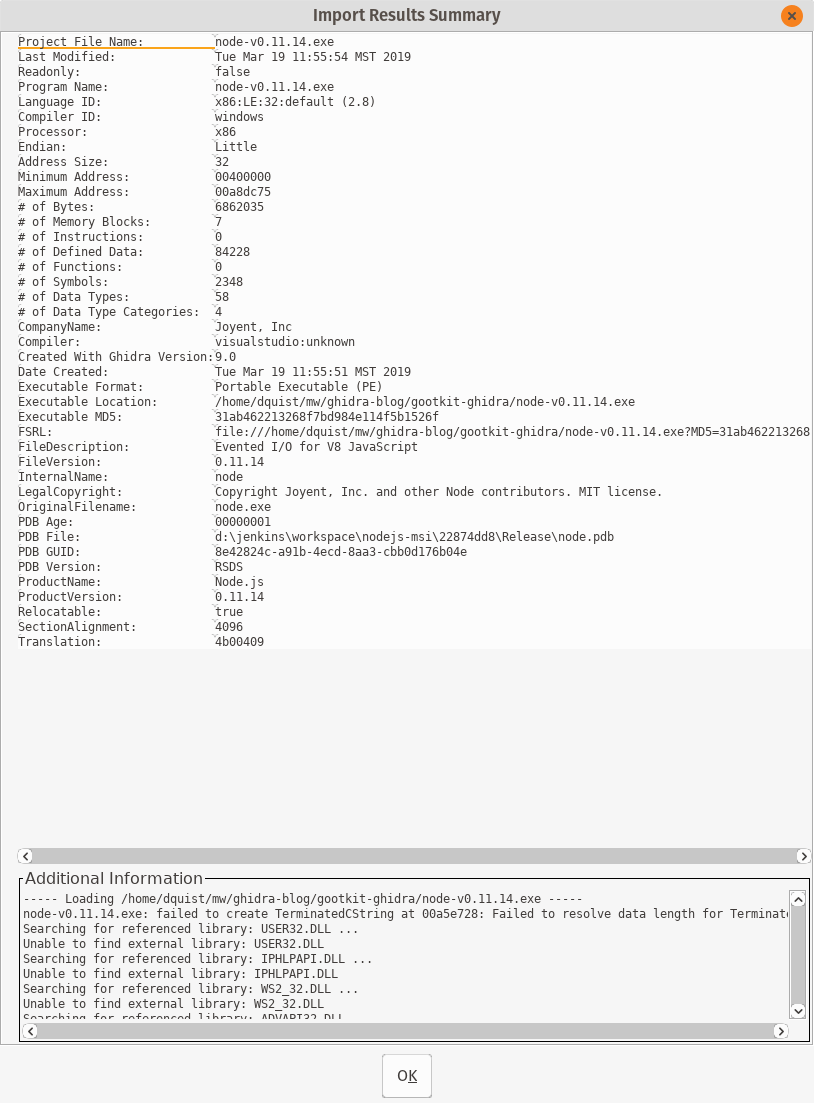 Import Results Summary
Project File Name: node-v0.11.14.exe
Last Modified: Tue Mar 19 11:55:54 MST 2019
Readonly: false
Program Name: node-v0.11.14.exe
Language ID: x86:LE:32:default (2.8)
Compiler ID: windows
Processor: x86
Endian: Little
Address Size: 32
Minimum Address: 00400000
Maximum Address: 00a8dc75
# of Bytes: 6862035
# of Memory Blocks: 7
# of Instructions: 0
# of Defined Data: 84228
# of Functions: 0
# of Symbols: 2348
# of Data Types: 58
# of Data Type Categories: 4
CompanyName: Joyent, Inc
Compiler: visualstudio:unknown
Created With Ghidra Version: 9.0
Date Created: Tue Mar 19 11:55:51 MST 2019
Executable Format: Portable Executable (PE)
Executable Location: /home/dquist/mw/ghidra-blog/gootkit-ghidra/node-v0.11.14.exe
Executable MD5: 31ab462213268f7bd984e114f5b1526f
FSRL: file:///home/dquist/mw/ghidra-blog/gootkit-ghidra/node-v0.11.14.exe?MD5=31ab462213268
FileDescription: Evented I/O for V8 JavaScript
FileVersion: 0.11.14
InternalName: node
LegalCopyright: Copyright Joyent, Inc. and other Node contributors. MIT license.
OriginalFilename: node.exe
PDB Age: 00000001
PDB File: d:\jenkins\workspace\nodejs-msi\22874dd8\Release\node.pdb
PDB GUID: 8e42824c-a91b-4ecd-8aa3-cbb0d176b04e
PDB Version: RSDS
ProductName: Node.js
ProductVersion: 0.11.14
Relocatable: true
SectionAlignment: 4096
Translation: 4b00409
Additional Information
----- Loading /home/dquist/mw/ghidra-blog/gootkit-ghidra/node-v0.11.14.exe -----
node-v0.11.14.exe: failed to create TerminatedCString at 00a5e728: Failed to resolve data length for Terminate
Searching for referenced library: USER32.DLL ...
Unable to find external library: USER32.DLL
Searching for referenced library: IPHLPAPI.DLL ...
Unable to find external library: IPHLPAPI.DLL
Searching for referenced library: WS2_32.DLL ...
Unable to find external library: WS2_32.DLL
Searching for referenced library: ADVAPI32.DLL
OK